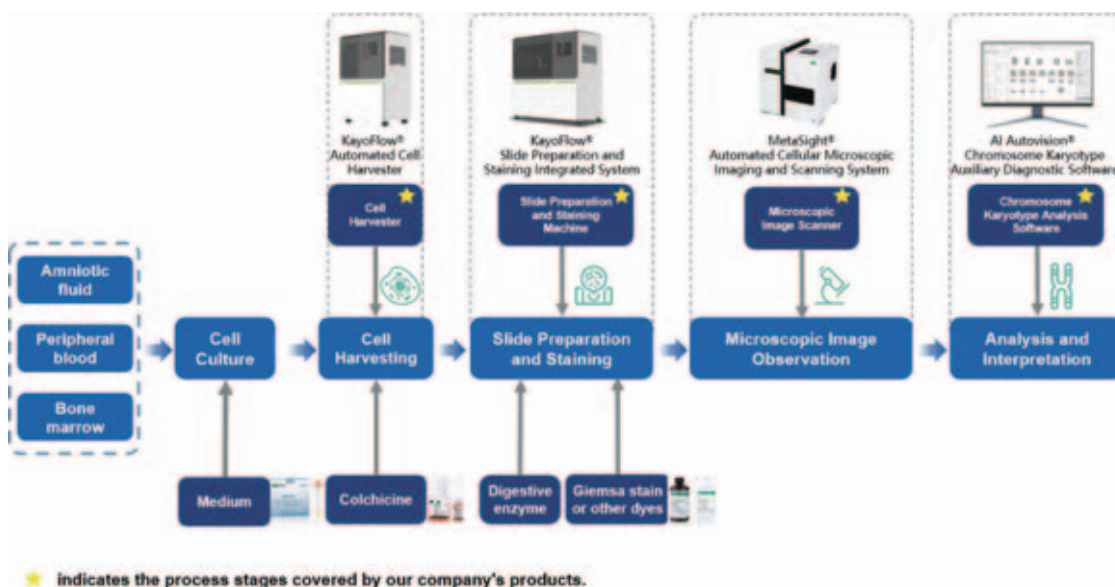 KayoFlow®
Automated Cell
Harvester
KayoFlow®
Slide Preparation and
Staining Integrated System
MetaSight®
Automated Cellular Microscopic
Imaging and Scanning System
AI Autovision®
Chromosome Karyotype
Auxiliary Diagnostic Software
Cell
Harvester
Slide Preparation
and Staining
Machine
Microscopic
Image Scanner
Chromosome
Karyotype Analysis
Software
Amniotic
fluid
Peripheral
blood
Bone
marrow
Cell
Culture
Cell
Harvesting
Slide Preparation
and Staining
Microscopic Image
Observation
Analysis and
Interpretation
Medium
Colchicine
Digestive
enzyme
Giemsa stain
or other dyes
indicates the process stages covered by our company's products.